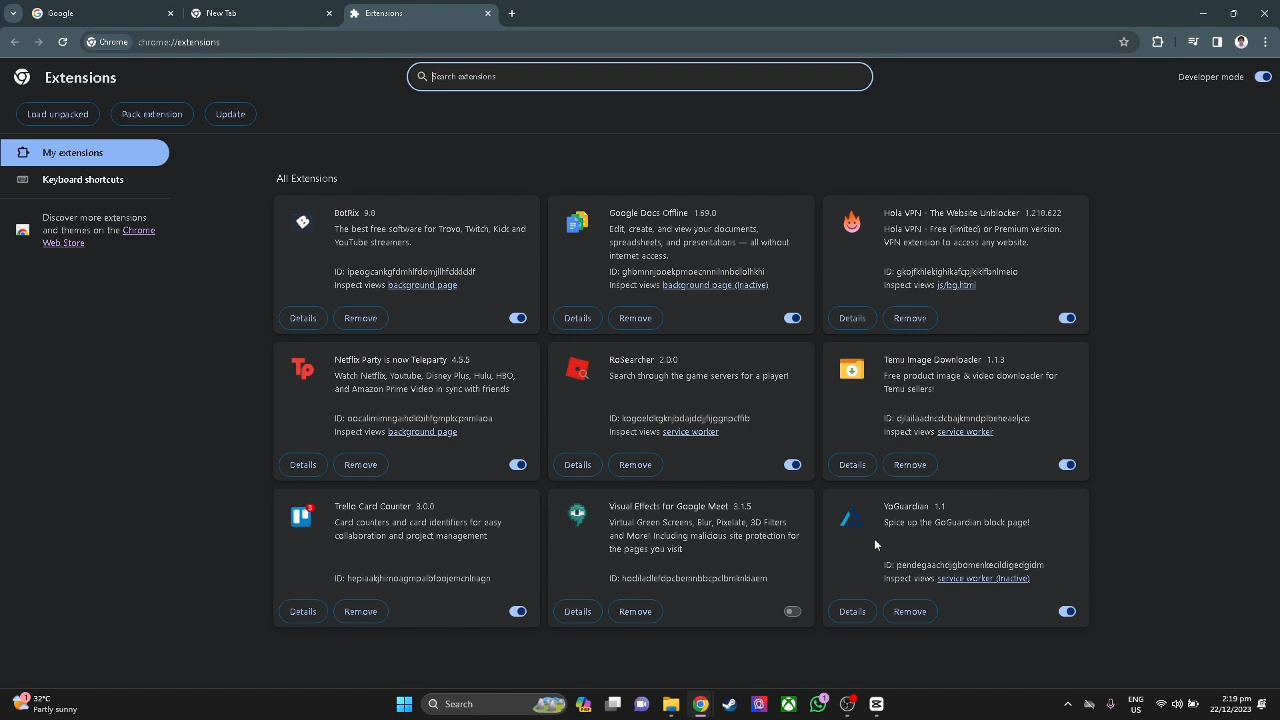 Google
New Tab
Extensions
Chrome
chrome://extensions
Extensions
Search extensions
Developer mode
Load unpacked
Pack extension
Update
My extensions
Keyboard shortcuts
Discover more extensions
and themes on the Chrome
Web Store
All Extensions
BotRix 9.8
The best free software for Trovo, Twitch, Kick and
YouTube streamers.
Inspect views background page
Details
Remove
Google Docs Offline 1.69.0
Edit, create, and view your documents,
spreadsheets, and presentations — all without
internet access.
ID: ghbmnnjooekpmoecnnnilnnbdlolhkhi
Inspect views background page (Inactive)
Details
Remove
Hola VPN - The Website Unblocker 1.218.622
Hola VPN - Free (limited) or Premium version.
VPN extension to access any website.
ID: gkojfkhlekighikafcpjkiklfbnlmeio
Inspect views js/bg.html
Details
Remove
Netflix Party is now Teleparty 4.5.5
Watch Netflix, Youtube, Disney Plus, Hulu, HBO,
and Amazon Prime Video in sync with friends
ID: oocalimimngaihdkbihfgmpkcpnmlaoa
Inspect views background page
Details
Remove
RoSearcher 2.0.0
Search through the game servers for a player!
Inspect views service worker
Details
Remove
Temu Image Downloader 1.1.3
Free product image & video downloader for
Temu sellers!
Inspect views service worker
Details
Remove
3
Trello Card Counter 3.0.0
Card counters and card identifiers for easy
collaboration and project management
Details
Remove
Visual Effects for Google Meet 3.1.5
Virtual Green Screens, Blur, Pixelate, 3D Filters
and More! Including malicious site protection for
the pages you visit
ID: hodiladlefdpcbemnbbcpclbmknkiaem
Details
Remove
YoGuardian 1.1
Spice up the GoGuardian block page!
Inspect views service worker (Inactive)
Details
Remove
1
32°C
Partly sunny
Search
1
ENG
US
2:19 pm
22/12/2023